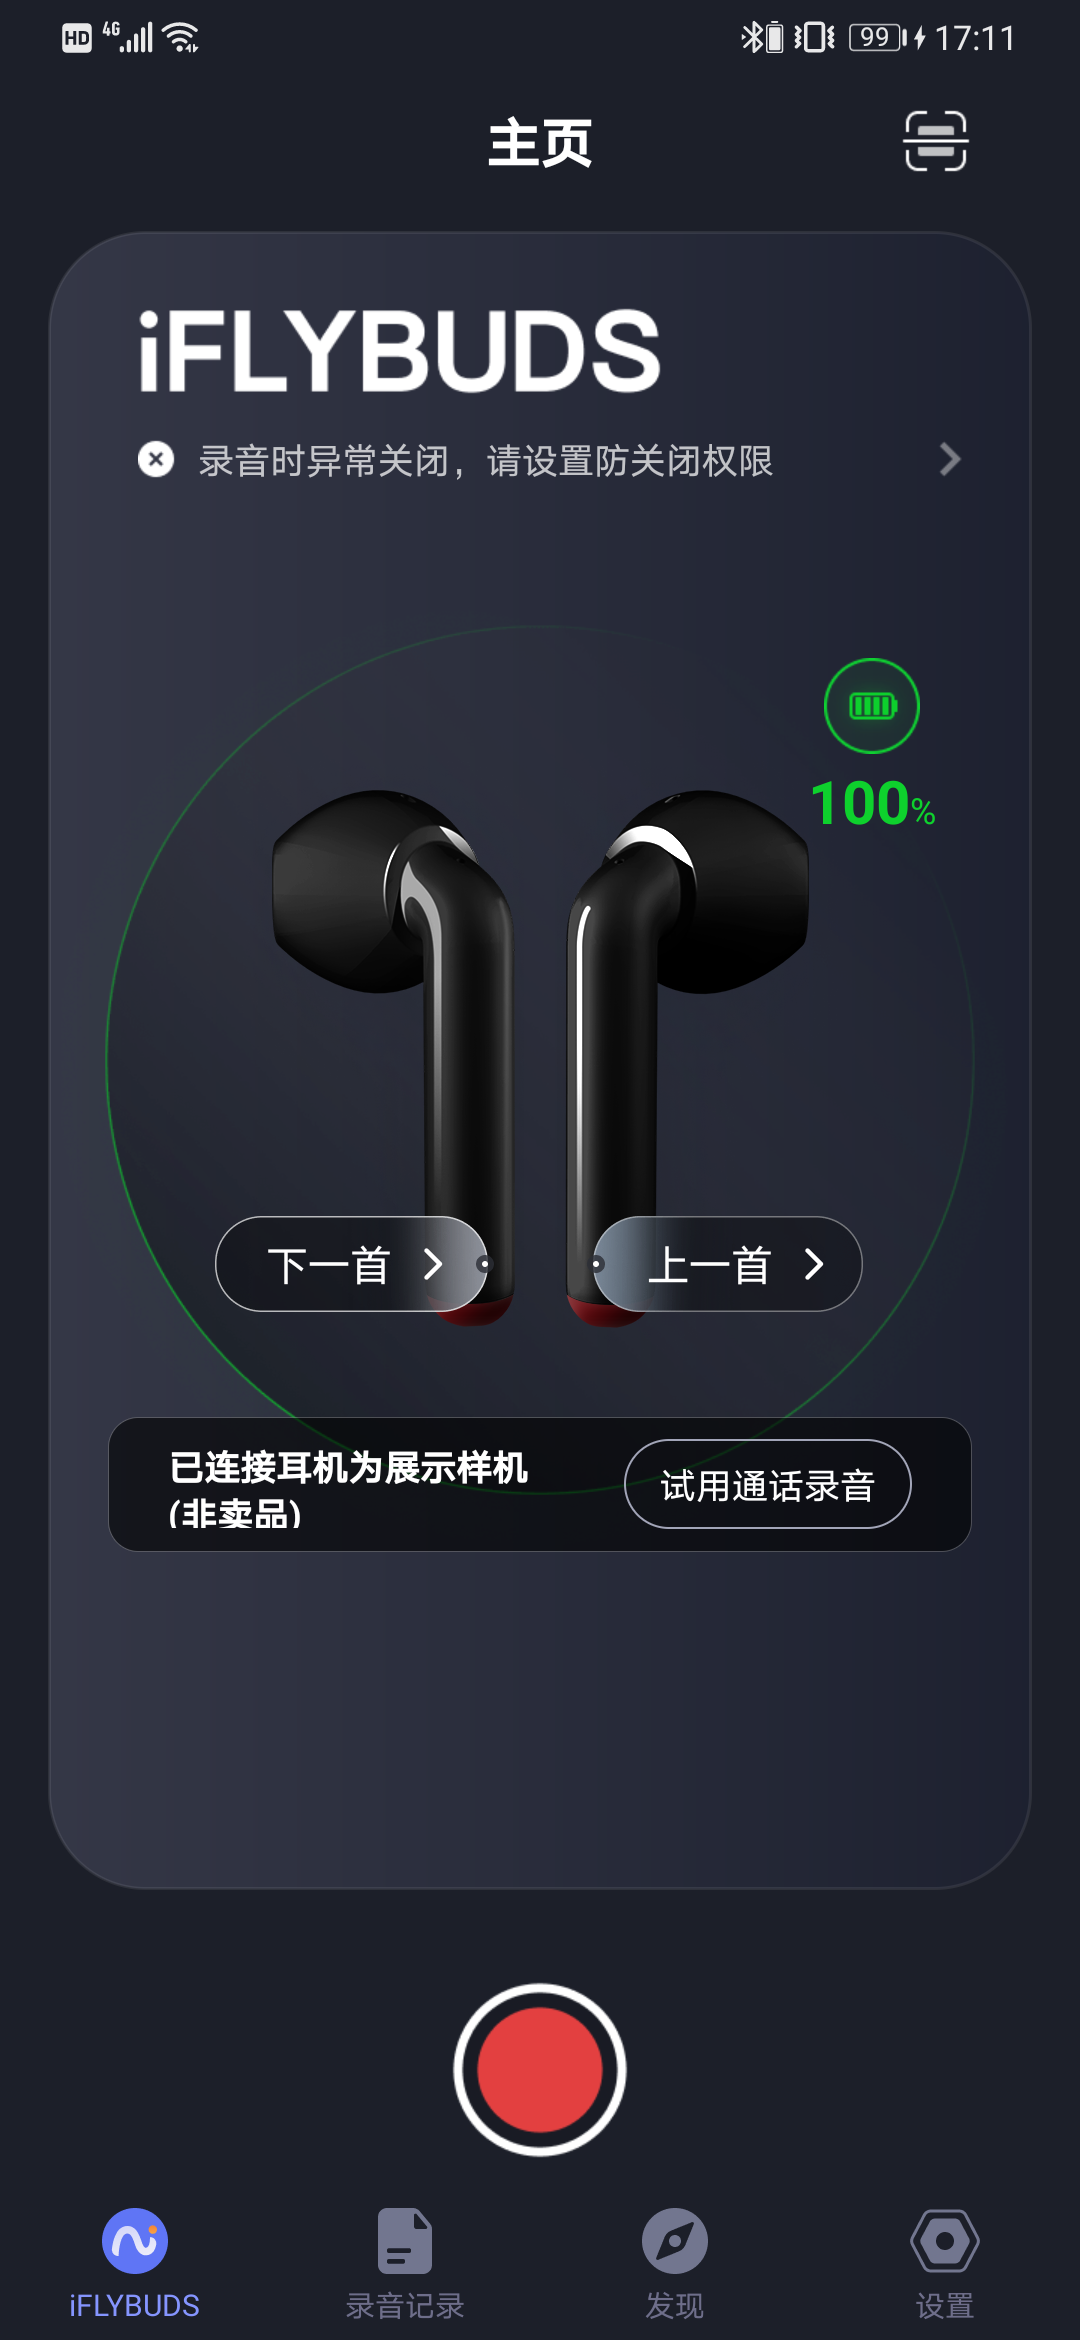 HD 4G 99 17:11
主页
iFLYBUDS
录音时异常关闭，请设置防关闭权限
100%
下一首
上一首
已连接耳机为展示样机
(非卖品)
试用通话录音
iFLYBUDS
录音记录
发现
设置